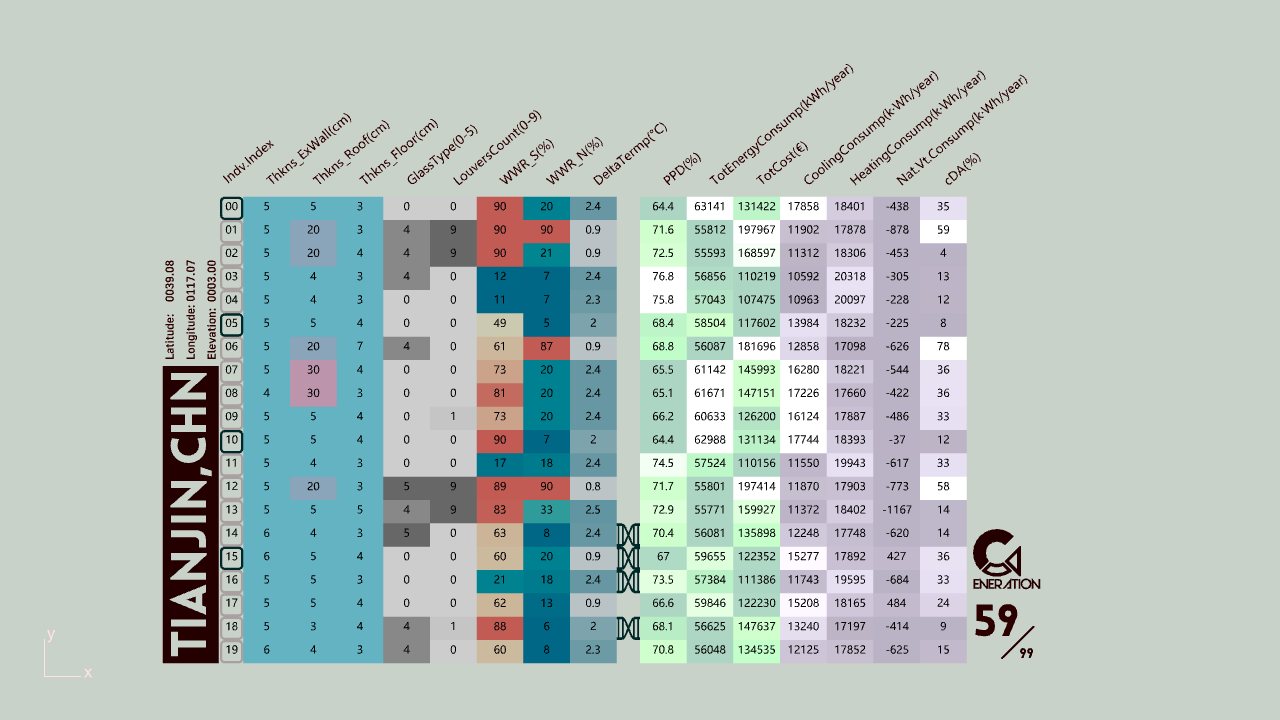 Indv.Index Thkns_ExWall(cm) Thkns_Roof(cm) Thkns_Floor(cm) GlassType(0-5) LouversCount(0-9) WWR_S(%) WWR_N(%) DeltaTermp(°C) PPD(%) TotEnergyConsump(kWh/year) TotCost(€) CoolingConsump(k·Wh/year) HeatingConsump(k·Wh/year) Nat.Vt.Consump(k·Wh/year) cDA(%)
00 5 5 3 0 0 90 20 2.4 64.4 63141 131422 17858 18401 -438 35
01 5 20 3 4 9 90 90 0.9 71.6 55812 197967 11902 17878 -878 59
02 5 20 4 4 9 90 21 0.9 72.5 55593 168597 11312 18306 -453 4
03 5 4 3 4 0 12 7 2.4 76.8 56856 110219 10592 20318 -305 13
04 5 4 3 0 0 11 7 2.3 75.8 57043 107475 10963 20097 -228 12
05 5 5 4 0 0 49 5 2 68.4 58504 117602 13984 18232 -225 8
06 5 20 7 4 0 61 87 0.9 68.8 56087 181696 12858 17098 -626 78
07 5 30 4 0 0 73 20 2.4 65.5 61142 145993 16280 18221 -544 36
08 4 30 3 0 0 81 20 2.4 65.1 61671 147151 17226 17660 -422 36
09 5 5 4 0 1 73 20 2.4 66.2 60633 126200 16124 17887 -486 33
10 5 5 4 0 0 90 7 2 64.4 62988 131134 17744 18393 -37 12
11 5 4 3 0 0 17 18 2.4 74.5 57524 110156 11550 19943 -617 33
12 5 20 3 5 9 89 90 0.8 71.7 55801 197414 11870 17903 -773 58
13 5 5 3 4 9 83 33 2.5 72.9 55771 159927 11372 18402 -1167 14
14 6 4 3 5 0 63 8 2.4 70.4 56081 135898 12248 17748 -620 14
15 6 5 4 0 0 60 20 0.9 67 59655 122352 15277 17892 427 36
16 5 5 3 0 0 21 18 2.4 73.5 57384 111386 11743 19595 -684 33
17 5 5 4 0 0 62 13 0.9 66.6 59846 122230 15208 18165 484 24
18 5 3 4 4 1 88 6 2 68.1 56625 147637 13240 17197 -414 9
19 6 4 3 4 0 60 8 2.3 70.8 56048 134535 12125 17852 -625 15
Latitude: 0039.08
Longitude: 0117.07
Elevation: 0003.00
TIANJIN,CHN
ENERATION
59/99
y
x